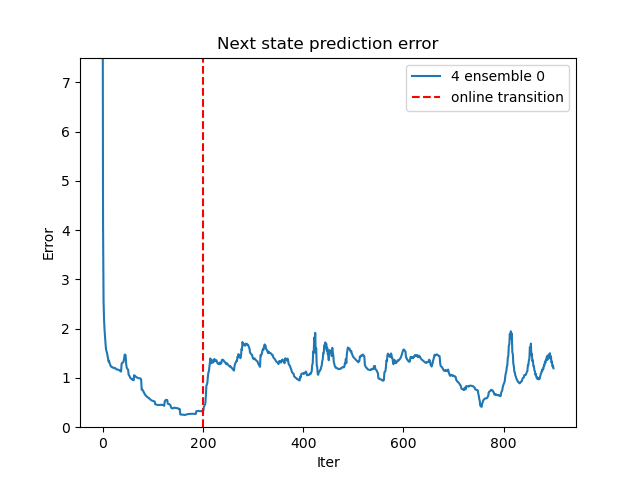 Next state prediction error
4 ensemble 0
online transition
7
6
5
4
3
2
1
0
Error
0 200 400 600 800
Iter